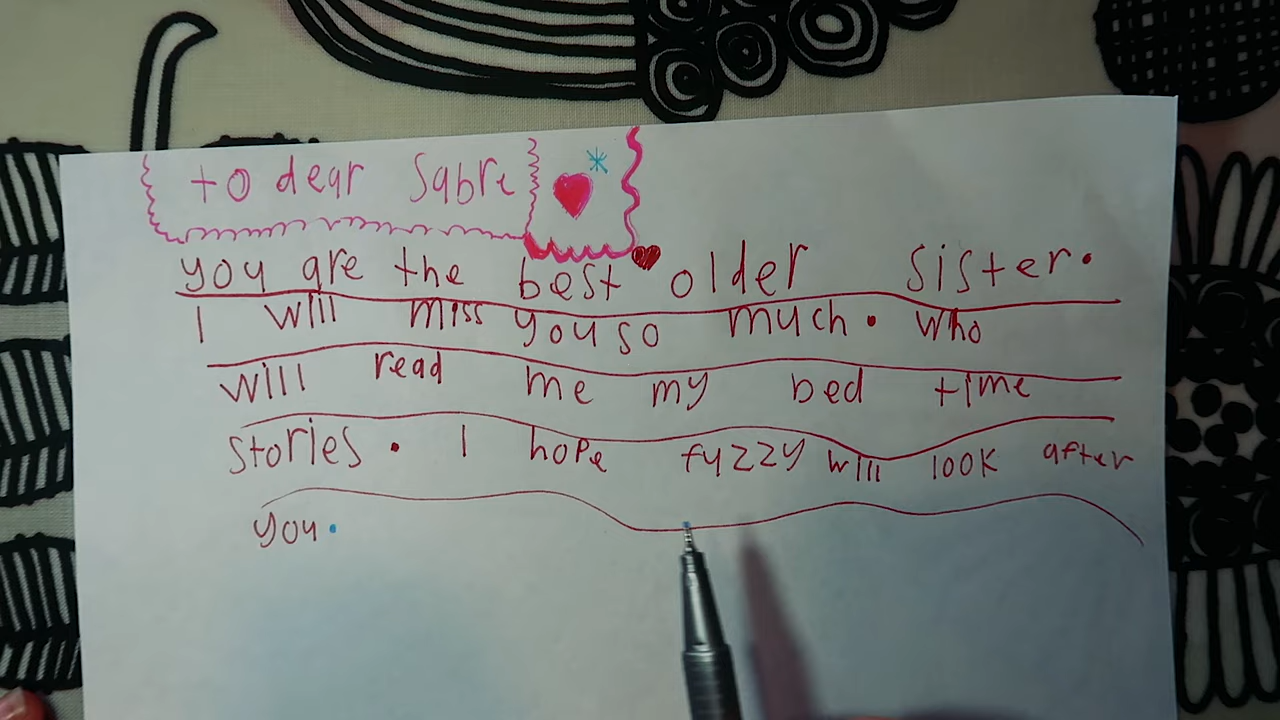 to dear Sabre
you are the best older sister.
I will miss you so much. who
will read me my bed time
stories. I hope fuzzy will look after
you.